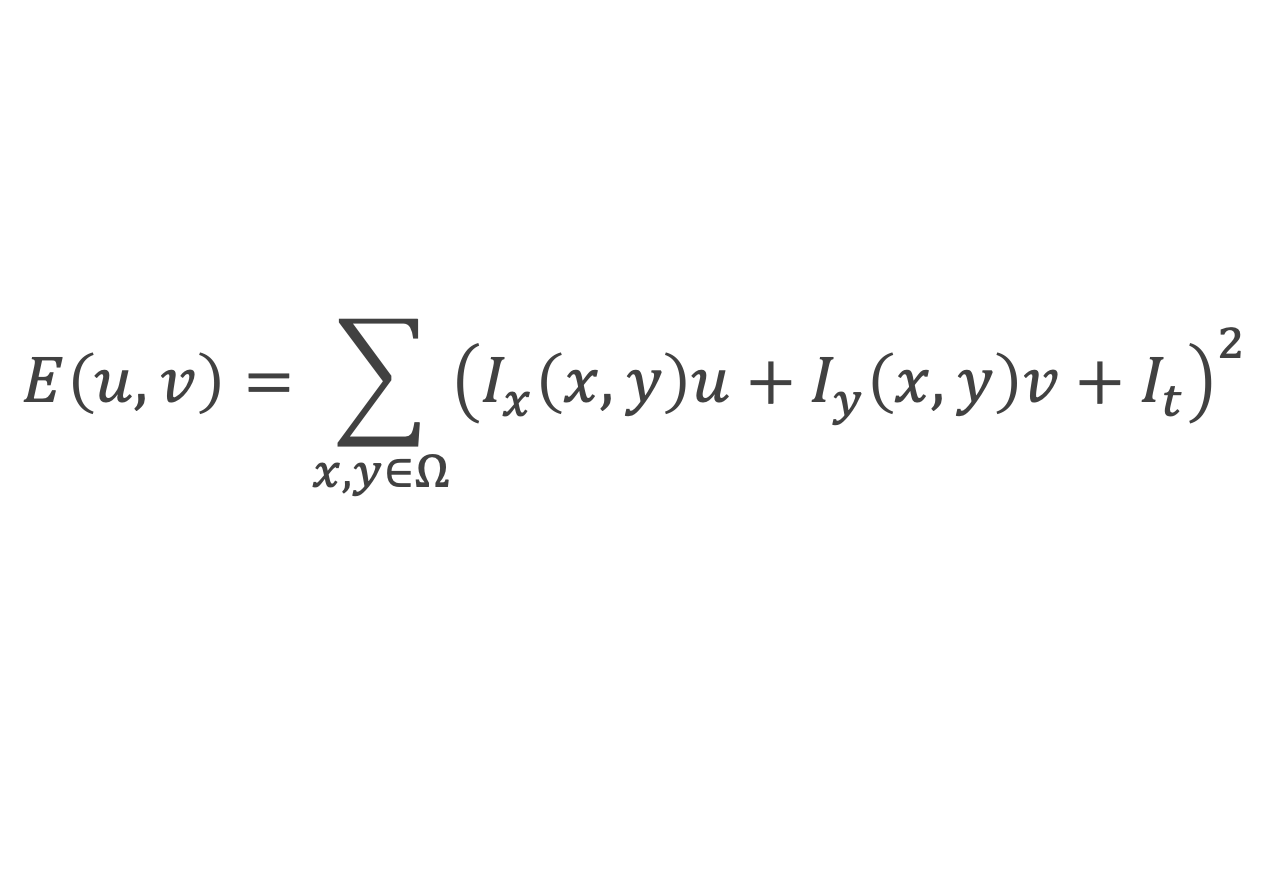 E(u, v) = ∑_{x,y∈Ω} (I_x(x, y)u + I_y(x, y)v + I_t)^2